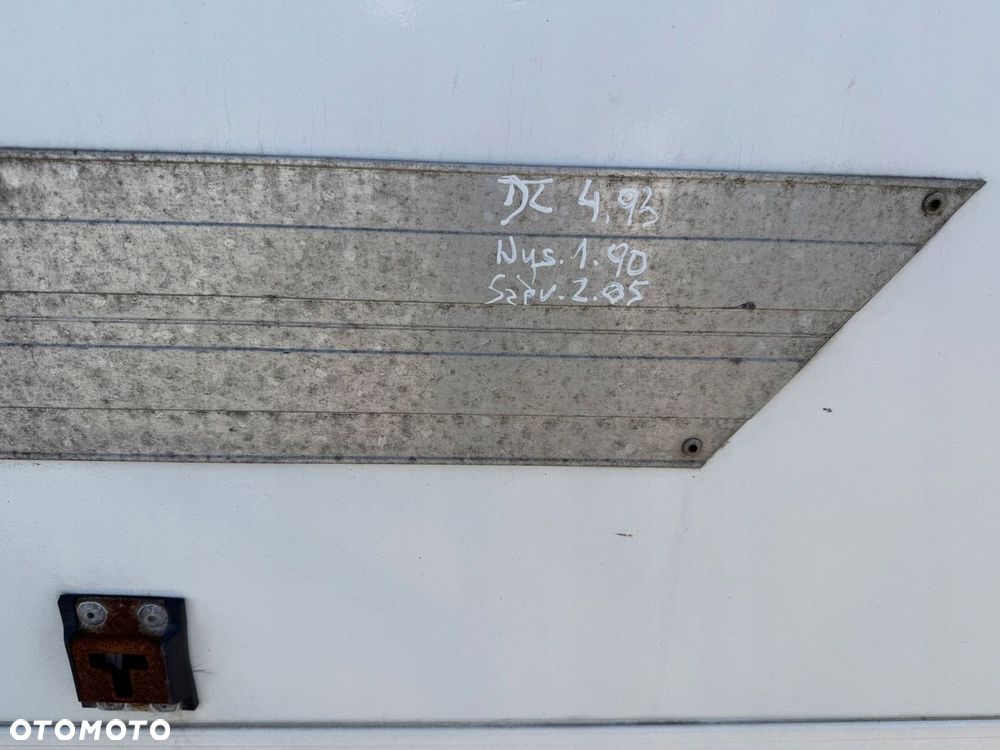 DŁ 4.93
Wys. 1.90
Szer. 2.05
OTOMOTO